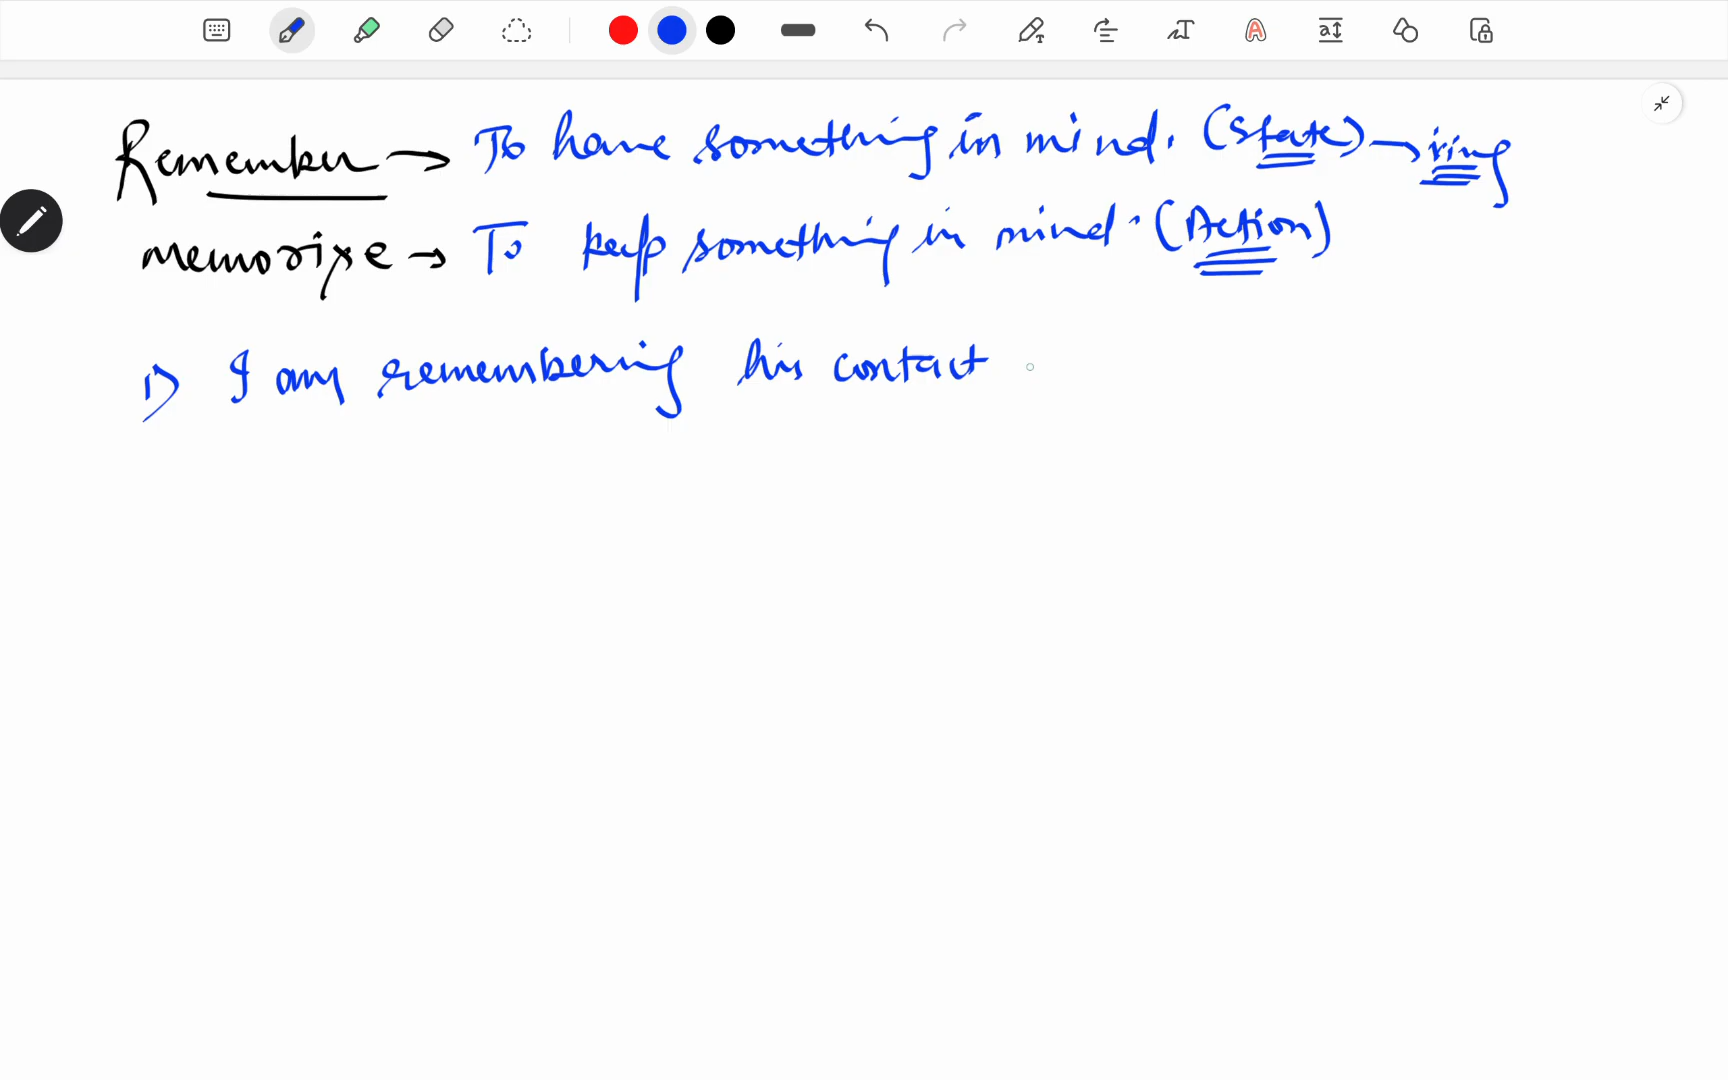 Remember → To have something in mind. (State) → ing
memorize → To keep something in mind. (Action)
1) I am remembering his contact